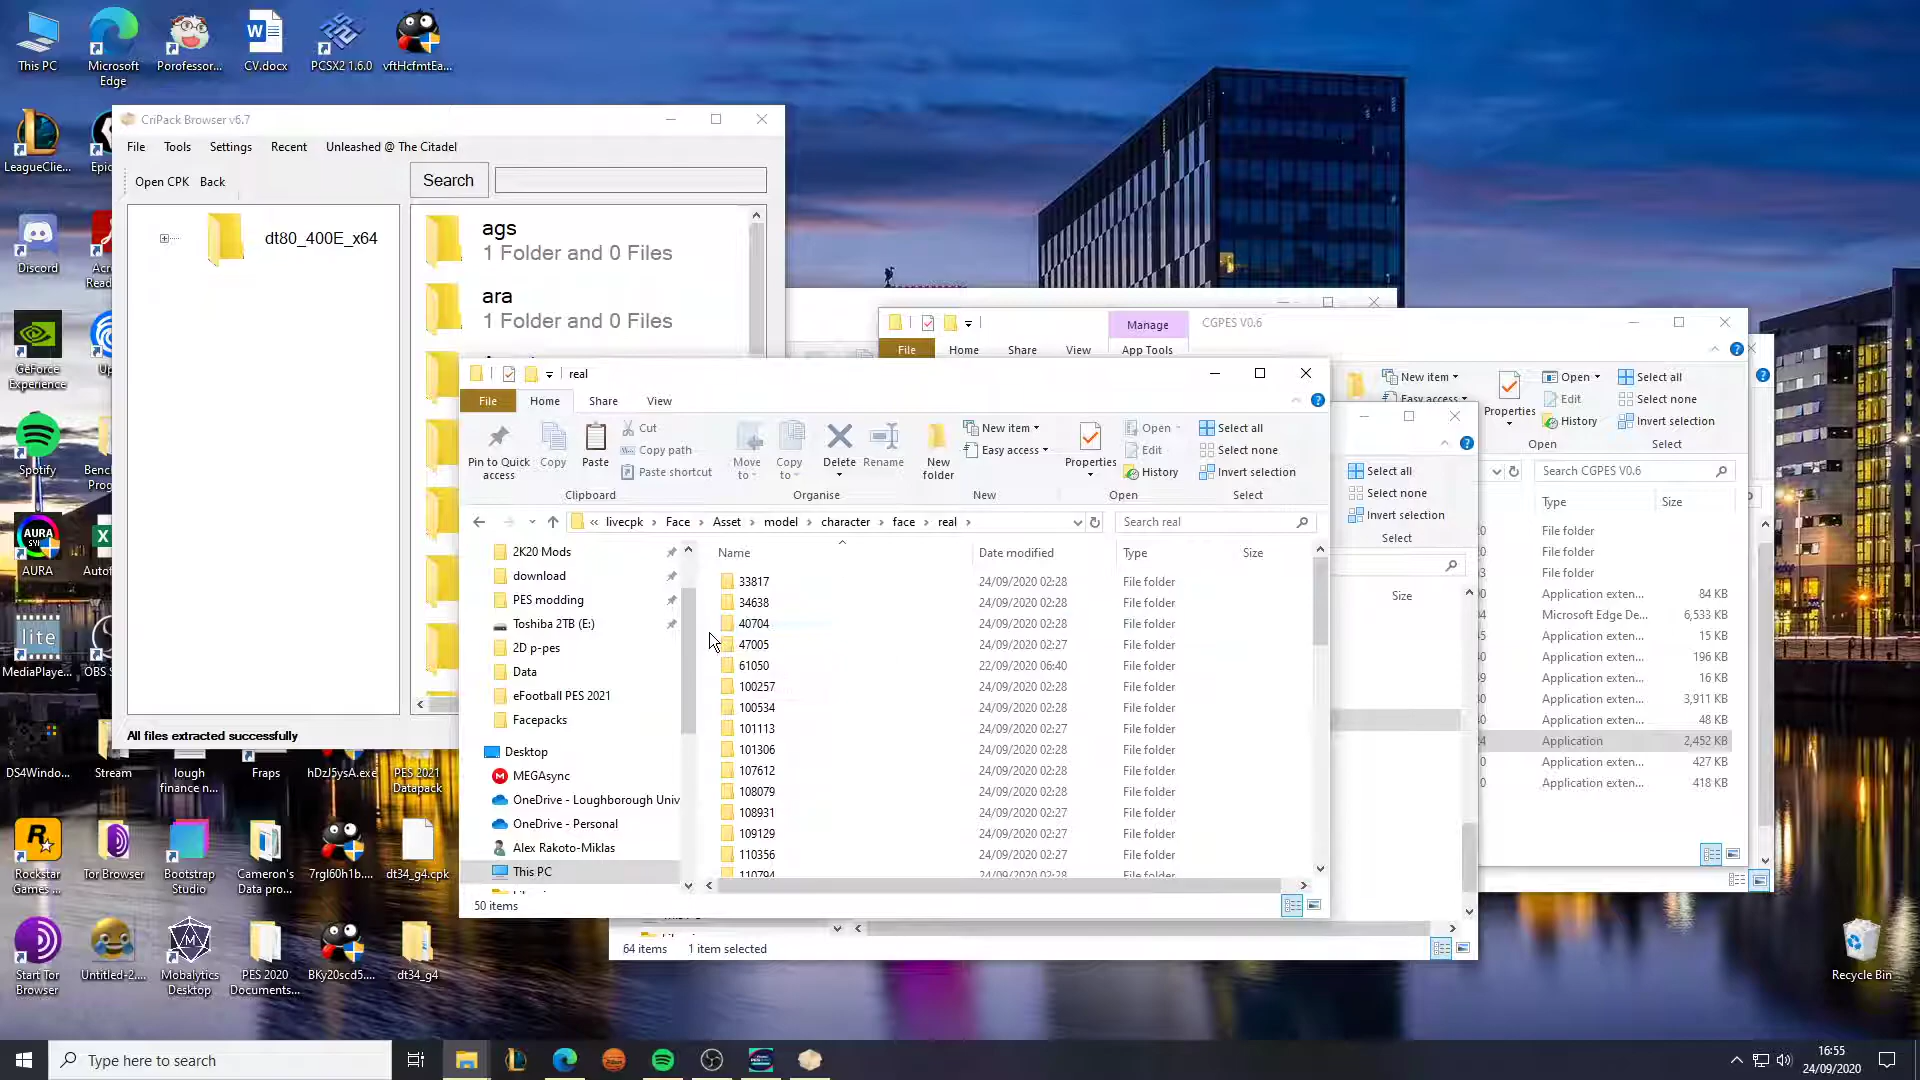 This PC
Microsoft
Edge
Porofessor...
CV.docx
PCSX2 1.6.0
vftHcfmtEa...
LeagueClie...
Discord
GeForce
Experience
Spotify
AURA
MediaPlaye...
DS4Windo...
Stream
lough
finance n...
Fraps
hDzJ5ysA.exe
PES 2021
Datapack
Rockstar
Games ...
Tor Browser
Bootstrap
Studio
Cameron's
Data pro...
7rgl60h1b....
dt34_g4.cpk
Start Tor
Browser
Untitled-2....
Mobalytics
Desktop
PES 2020
Documents...
BKy20scd5....
dt34_g4
Recycle Bin
CriPack Browser v6.7
File
Tools
Settings
Recent
Unleashed @ The Citadel
Open CPK
Back
Search
dt80_400E_x64
ags
1 Folder and 0 Files
ara
1 Folder and 0 Files
All files extracted successfully
Manage
CGPES V0.6
File
Home
Share
View
App Tools
New item
Easy access
Properties
Open
Edit
History
Open
Select all
Select none
Invert selection
Select
Search CGPES V0.6
Type
Size
File folder
File folder
File folder
Application exten...
84 KB
Microsoft Edge De...
6,533 KB
Application exten...
15 KB
Application exten...
196 KB
Application exten...
16 KB
Application exten...
3,911 KB
Application exten...
48 KB
Application
2,452 KB
Application exten...
427 KB
Application exten...
418 KB
Select all
Select none
Invert selection
Select
Size
64 items
1 item selected
real
File
Home
Share
View
Pin to Quick
access
Copy
Paste
Cut
Copy path
Paste shortcut
Clipboard
Move
to
Copy
to
Delete
Rename
Organise
New
folder
New item
Easy access
New
Properties
Open
Edit
History
Open
Select all
Select none
Invert selection
Select
« livecpk > Face > Asset > model > character > face > real >
Search real
2K20 Mods
download
PES modding
Toshiba 2TB (E:)
2D p-pes
Data
eFootball PES 2021
Facepacks
Desktop
MEGAsync
OneDrive - Loughborough Univ
OneDrive - Personal
Alex Rakoto-Miklas
This PC
Name
Date modified
Type
Size
33817 24/09/2020 02:28 File folder
34638 24/09/2020 02:28 File folder
40704 24/09/2020 02:28 File folder
47005 24/09/2020 02:27 File folder
61050 22/09/2020 06:40 File folder
100257 24/09/2020 02:28 File folder
100534 24/09/2020 02:28 File folder
101113 24/09/2020 02:27 File folder
101306 24/09/2020 02:28 File folder
107612 24/09/2020 02:28 File folder
108079 24/09/2020 02:28 File folder
108931 24/09/2020 02:27 File folder
109129 24/09/2020 02:27 File folder
110356 24/09/2020 02:27 File folder
110794
50 items
Type here to search
16:55
24/09/2020